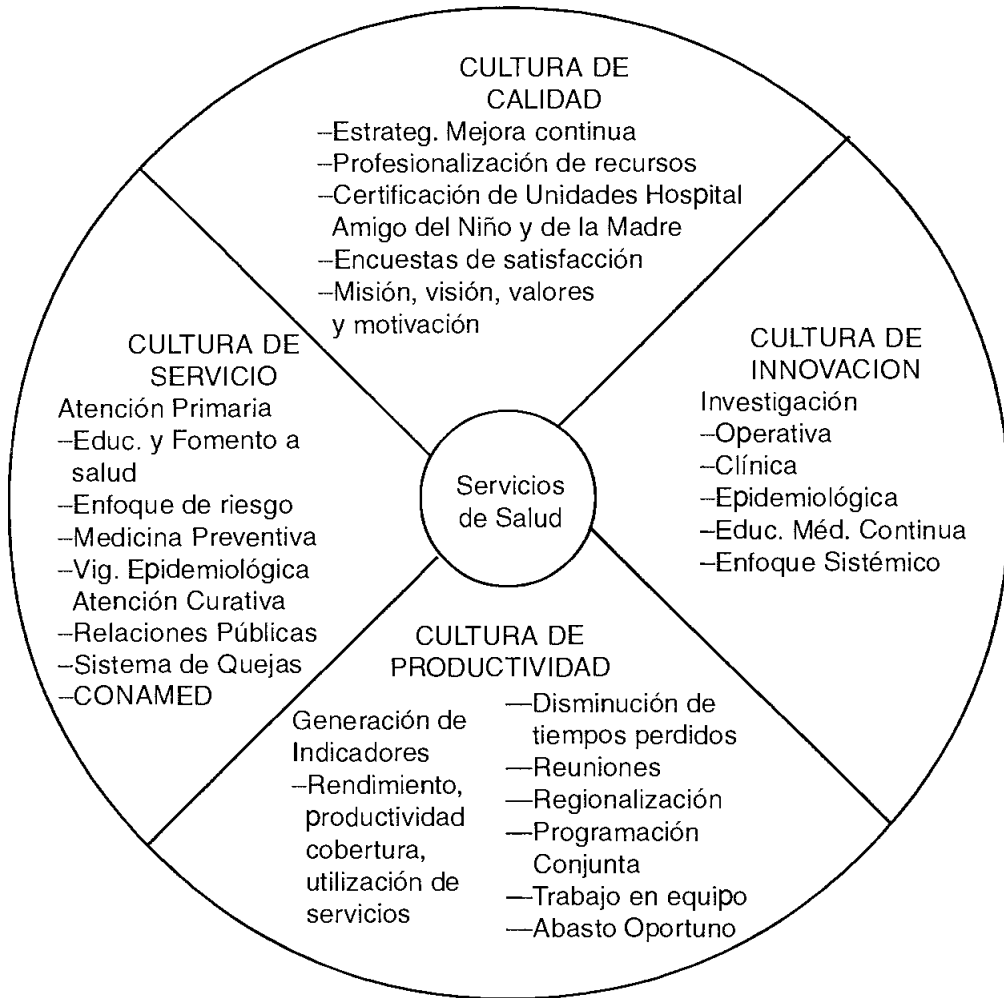 CULTURA DE
CALIDAD
–Estrateg. Mejora continua
–Profesionalización de recursos
–Certificación de Unidades Hospital
Amigo del Niño y de la Madre
–Encuestas de satisfacción
–Misión, visión, valores
y motivación
CULTURA DE
SERVICIO
Atención Primaria
–Educ. y Fomento a
salud
–Enfoque de riesgo
–Medicina Preventiva
–Vig. Epidemiológica
Atención Curativa
–Relaciones Públicas
–Sistema de Quejas
–CONAMED
Servicios
de Salud
CULTURA DE
INNOVACION
Investigación
–Operativa
–Clínica
–Epidemiológica
–Educ. Méd. Continua
–Enfoque Sistémico
CULTURA DE
PRODUCTIVIDAD
Generación de
Indicadores
–Rendimiento,
productividad
cobertura,
utilización de
servicios
—Disminución de
tiempos perdidos
—Reuniones
—Regionalización
—Programación
Conjunta
—Trabajo en equipo
—Abasto Oportuno